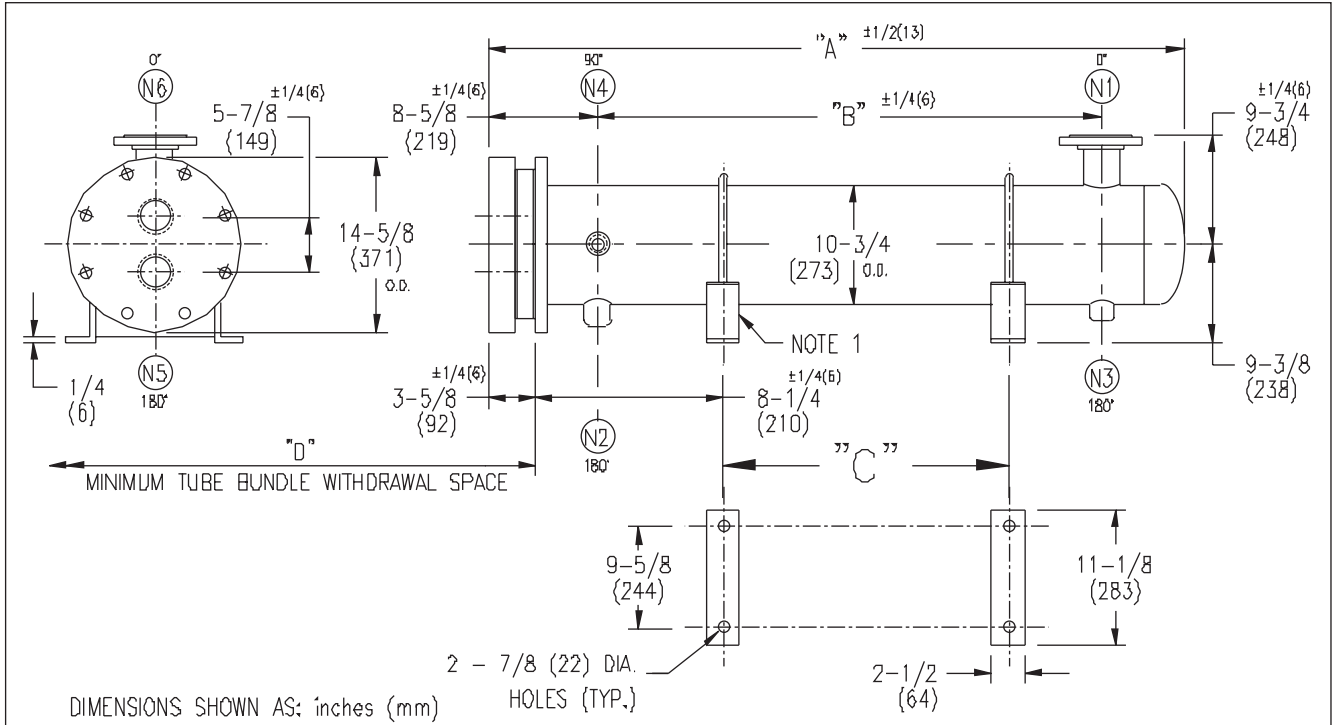 "A" ±1/2(13)
0°
N6
90°
N4
0°
N1
±1/4(6)
5-7/8
(149)
±1/4(6)
8-5/8
(219)
"B" ±1/4(6)
±1/4(6)
9-3/4
(248)
14-5/8
(371)
O.D.
10-3/4
(273) O.D.
NOTE 1
1/4
(6)
N5
180°
±1/4(6)
3-5/8
(92)
N2
180°
±1/4(6)
8-1/4
(210)
N3
180°
9-3/8
(238)
"D"
MINIMUM TUBE BUNDLE WITHDRAWAL SPACE
"C"
9-5/8
(244)
11-1/8
(283)
2 - 7/8 (22) DIA.
HOLES (TYP.)
2-1/2
(64)
DIMENSIONS SHOWN AS: inches (mm)